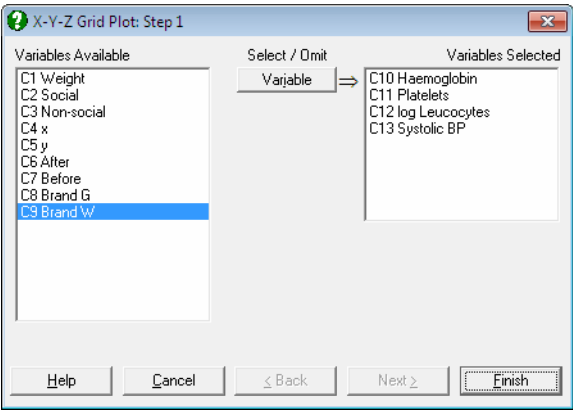 X-Y-Z Grid Plot: Step 1
Variables Available
Select / Omit
Variables Selected
Variable
C1 Weight
C2 Social
C3 Non-social
C4 x
C5 y
C6 After
C7 Before
C8 Brand G
C9 Brand W
C10 Haemoglobin
C11 Platelets
C12 log Leucocytes
C13 Systolic BP
Help
Cancel
< Back
Next >
Finish